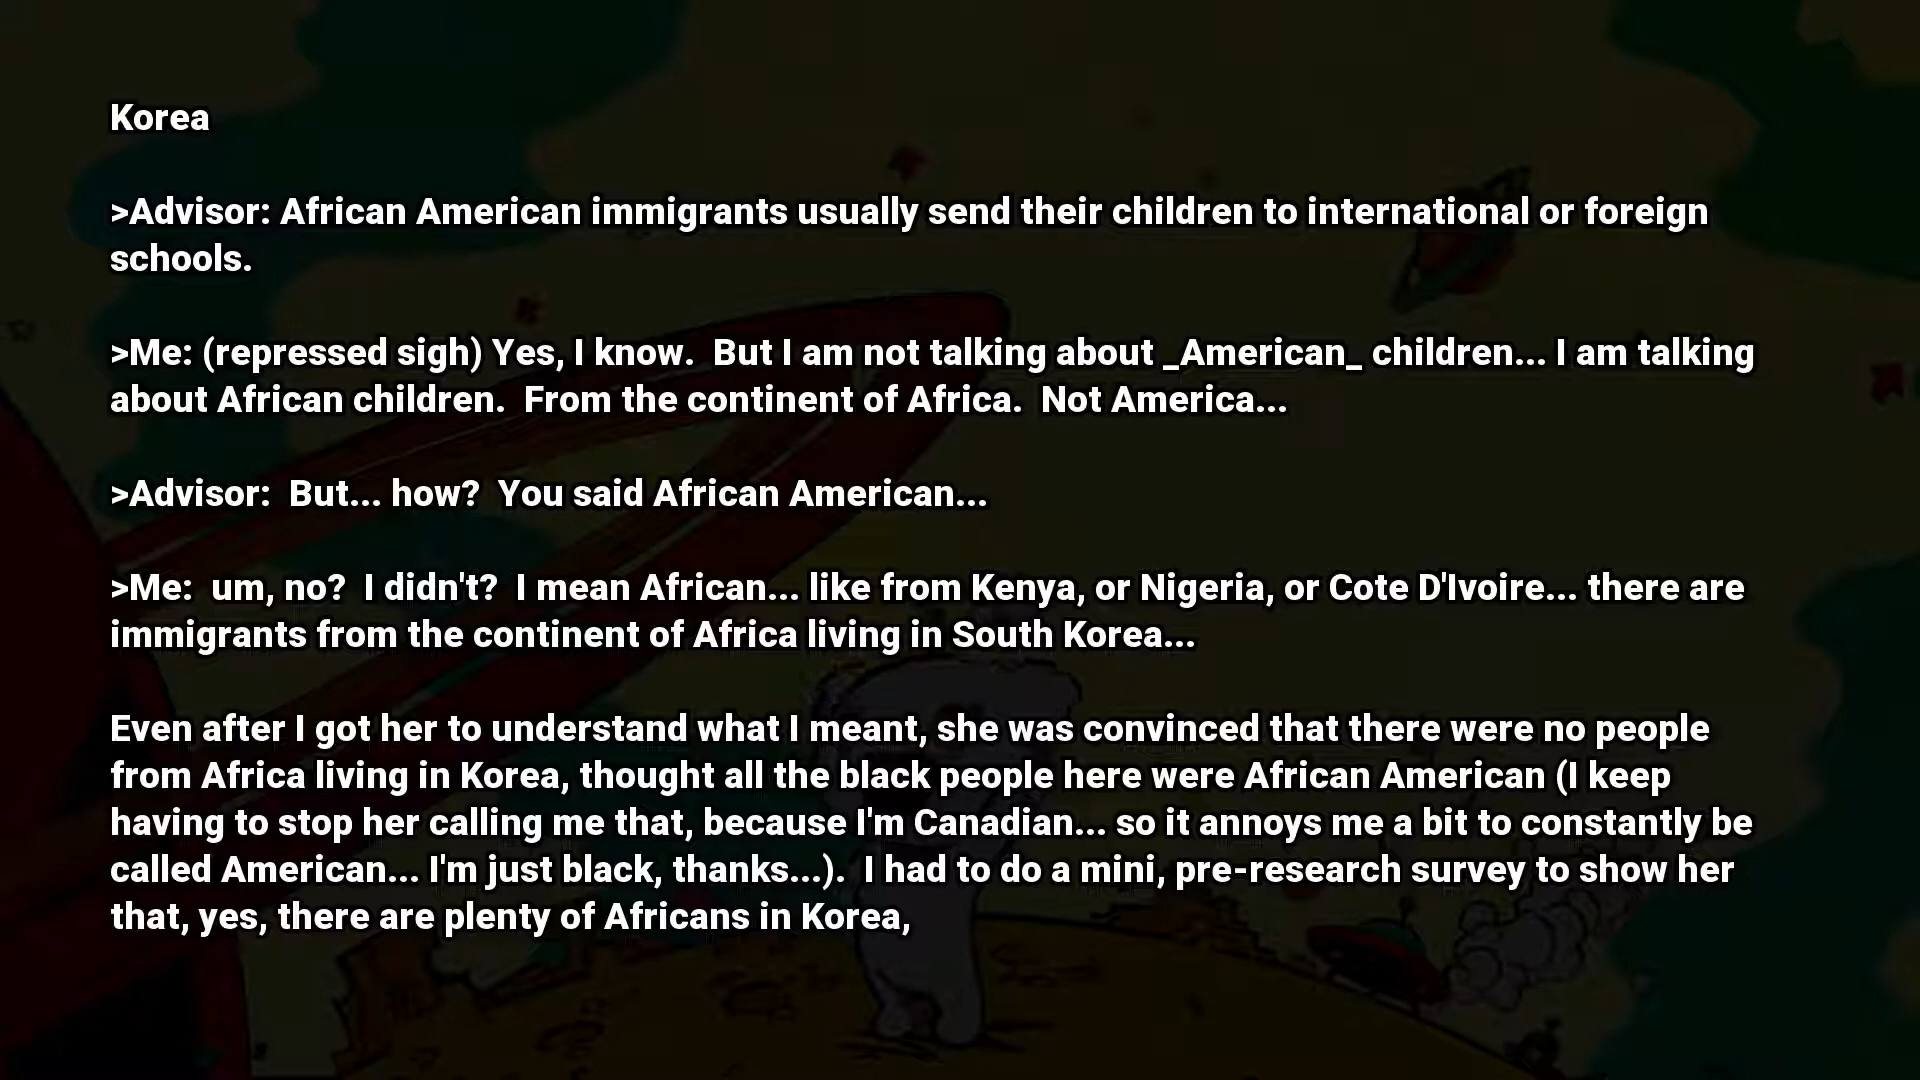 Korea
>Advisor: African American immigrants usually send their children to international or foreign
schools.
>Me: (repressed sigh) Yes, I know.  But I am not talking about _American_ children... I am talking
about African children.  From the continent of Africa.  Not America...
>Advisor:  But... how?  You said African American...
>Me:  um, no?  I didn't?  I mean African... like from Kenya, or Nigeria, or Cote D'Ivoire... there are
immigrants from the continent of Africa living in South Korea...
Even after I got her to understand what I meant, she was convinced that there were no people
from Africa living in Korea, thought all the black people here were African American (I keep
having to stop her calling me that, because I'm Canadian... so it annoys me a bit to constantly be
called American... I'm just black, thanks...).  I had to do a mini, pre-research survey to show her
that, yes, there are plenty of Africans in Korea,